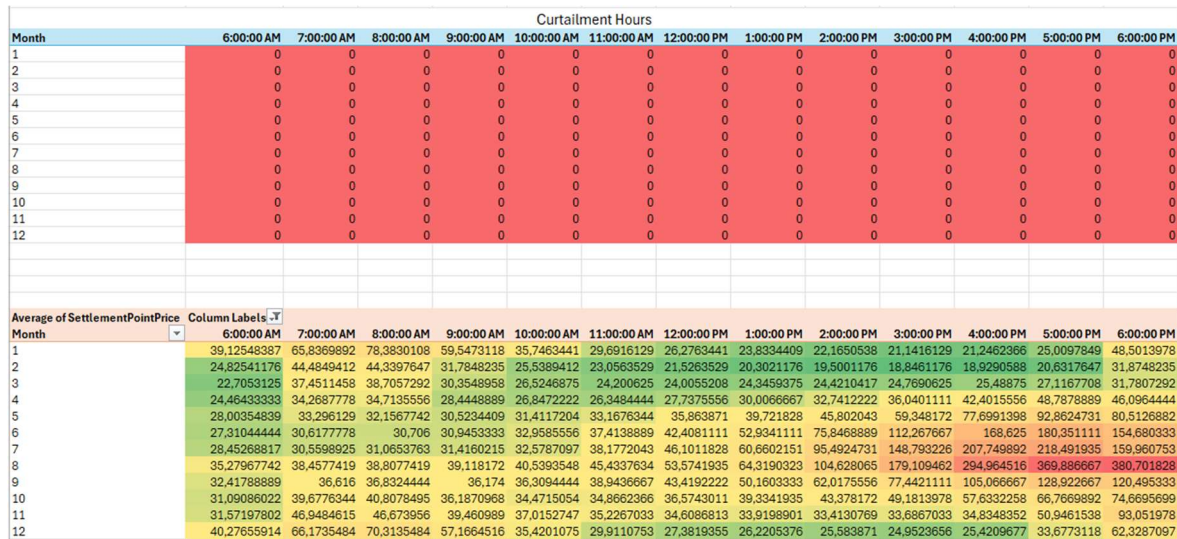 Curtailment Hours
Month 6:00:00 AM 7:00:00 AM 8:00:00 AM 9:00:00 AM 10:00:00 AM 11:00:00 AM 12:00:00 PM 1:00:00 PM 2:00:00 PM 3:00:00 PM 4:00:00 PM 5:00:00 PM 6:00:00 PM
1 0 0 0 0 0 0 0 0 0 0 0 0 0
2 0 0 0 0 0 0 0 0 0 0 0 0 0
3 0 0 0 0 0 0 0 0 0 0 0 0 0
4 0 0 0 0 0 0 0 0 0 0 0 0 0
5 0 0 0 0 0 0 0 0 0 0 0 0 0
6 0 0 0 0 0 0 0 0 0 0 0 0 0
7 0 0 0 0 0 0 0 0 0 0 0 0 0
8 0 0 0 0 0 0 0 0 0 0 0 0 0
9 0 0 0 0 0 0 0 0 0 0 0 0 0
10 0 0 0 0 0 0 0 0 0 0 0 0 0
11 0 0 0 0 0 0 0 0 0 0 0 0 0
12 0 0 0 0 0 0 0 0 0 0 0 0 0
Average of SettlementPointPrice Column Labels
Month 6:00:00 AM 7:00:00 AM 8:00:00 AM 9:00:00 AM 10:00:00 AM 11:00:00 AM 12:00:00 PM 1:00:00 PM 2:00:00 PM 3:00:00 PM 4:00:00 PM 5:00:00 PM 6:00:00 PM
1 39,12548387 65,8369892 78,3830108 59,5473118 35,7463441 29,6916129 26,2763441 23,8334409 22,1650538 21,1416129 21,2462366 25,0097849 48,5013978
2 24,82541176 44,4849412 44,3397647 31,7848235 25,5389412 23,0563529 21,5263529 20,3021176 19,5001176 18,8461176 18,9290588 20,6317647 31,8748235
3 22,7053125 37,4511458 38,7057292 30,3548958 26,5246875 24,200625 24,0055208 24,3459375 24,4210417 24,7690625 25,48875 27,1167708 31,7807292
4 24,46433333 34,2687778 34,7135556 28,4448889 26,8472222 26,3484444 27,7375556 30,0066667 32,7412222 36,0401111 42,4015556 48,7878889 46,0964444
5 28,00354839 33,296129 32,1567742 30,5234409 31,4117204 33,1676344 35,863871 39,721828 45,802043 59,348172 77,6991398 92,8624731 80,5126882
6 27,31044444 30,6177778 30,706 30,9453333 32,9585556 37,4138889 42,4081111 52,9341111 75,8468889 112,267667 168,625 180,351111 154,680333
7 28,45268817 30,5598925 31,0653763 31,4160215 32,5787097 38,1772043 46,1011828 60,6602151 95,4924731 148,793226 207,749892 218,491935 159,960753
8 35,27967742 38,4577419 38,8077419 39,118172 40,5393548 45,4337634 53,5741935 64,3190323 104,628065 179,109462 294,964516 369,886667 380,701828
9 32,41788889 36,616 36,8324444 36,174 36,3094444 38,9436667 43,4192222 50,1603333 62,0175556 77,4421111 105,066667 128,922667 120,495333
10 31,09086022 39,6776344 40,8078495 36,1870968 34,4715054 34,8662366 36,5743011 39,3341935 43,378172 49,1813978 57,6332258 66,7669892 74,6695699
11 31,57197802 46,9484615 46,673956 39,460989 37,0152747 35,2267033 34,6086813 33,9198901 33,4130769 33,6867033 34,8348352 50,9461538 93,051978
12 40,27655914 66,1735484 70,3135484 57,1664516 35,4201075 29,9110753 27,3819355 26,2205376 25,583871 24,9523656 25,4209677 33,6773118 62,3287097